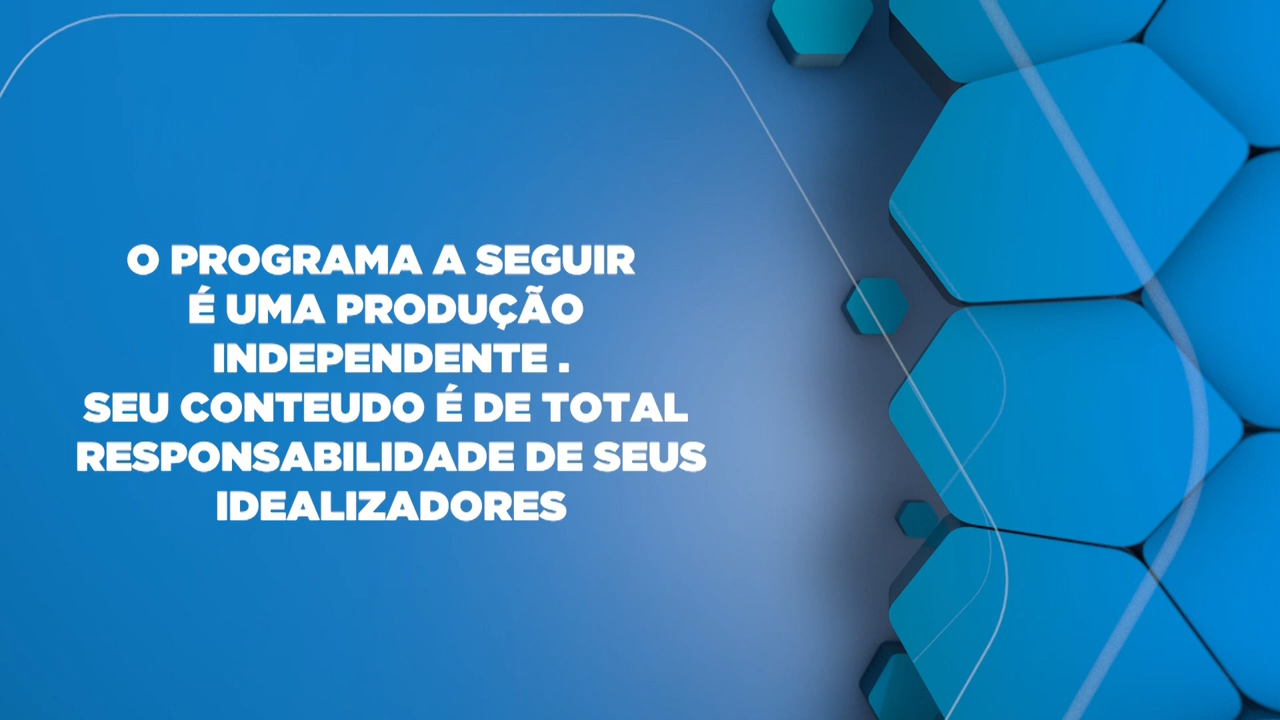 O PROGRAMA A SEGUIR
É UMA PRODUÇÃO
INDEPENDENTE .
SEU CONTEUDO É DE TOTAL
RESPONSABILIDADE DE SEUS
IDEALIZADORES